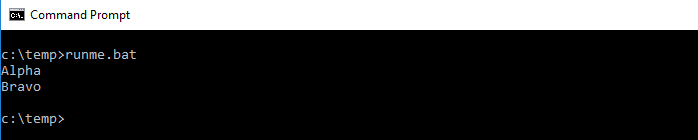 Command Prompt
c:\temp>runme.bat
Alpha
Bravo
c:\temp>